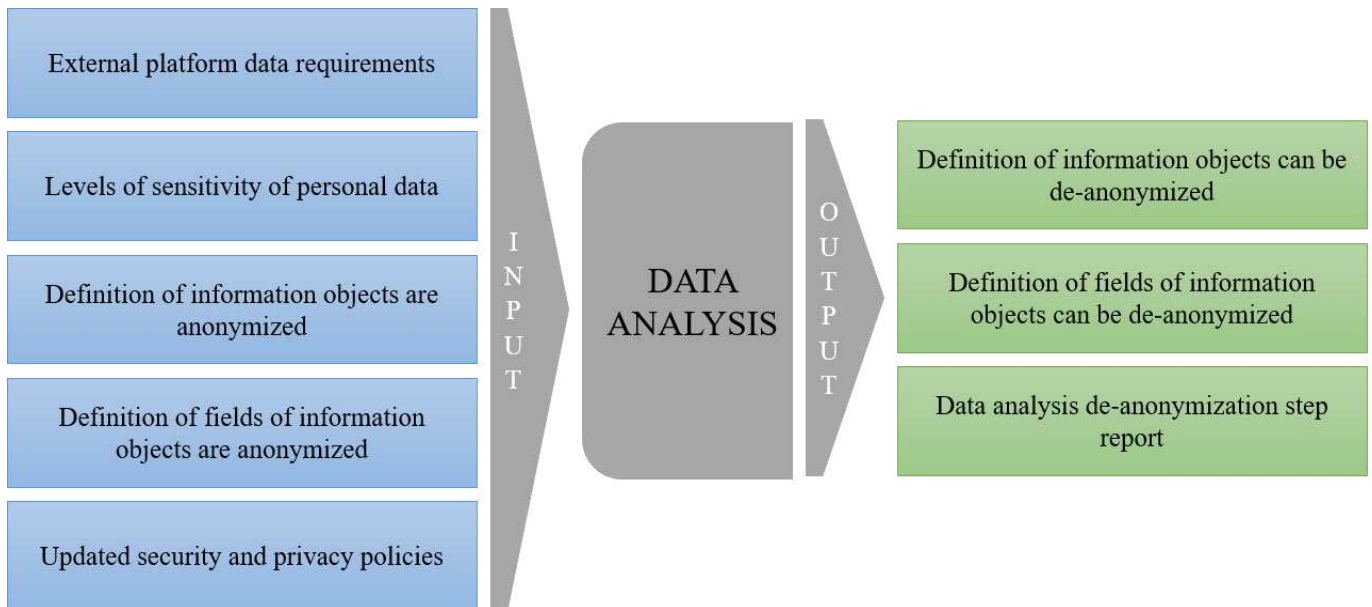 External platform data requirements
Levels of sensitivity of personal data
Definition of information objects are
anonymized
Definition of fields of information
objects are anonymized
Updated security and privacy policies
INPUT
DATA
ANALYSIS
OUTPUT
Definition of information objects can be
de-anonymized
Definition of fields of information
objects can be de-anonymized
Data analysis de-anonymization step
report